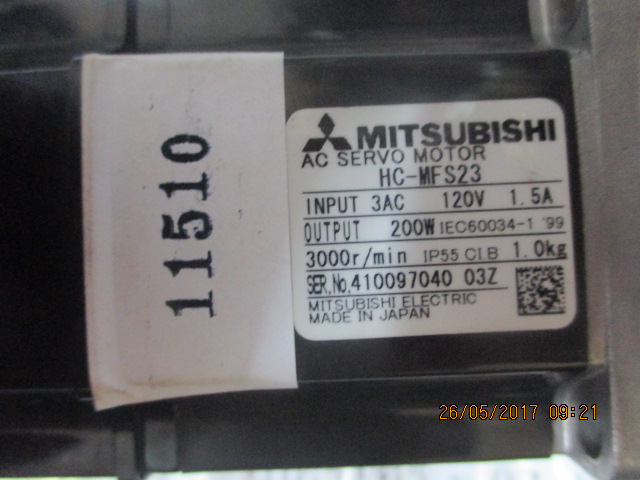 11510
MITSUBISHI
AC SERVO MOTOR
HC-MFS23
INPUT 3AC 120V 1.5A
OUTPUT 200W IEC60034-1 '99
3000r/min IP55 CI.B 1.0kg
SER.No.410097040 03Z
MITSUBISHI ELECTRIC
MADE IN JAPAN
26/05/2017 09:21